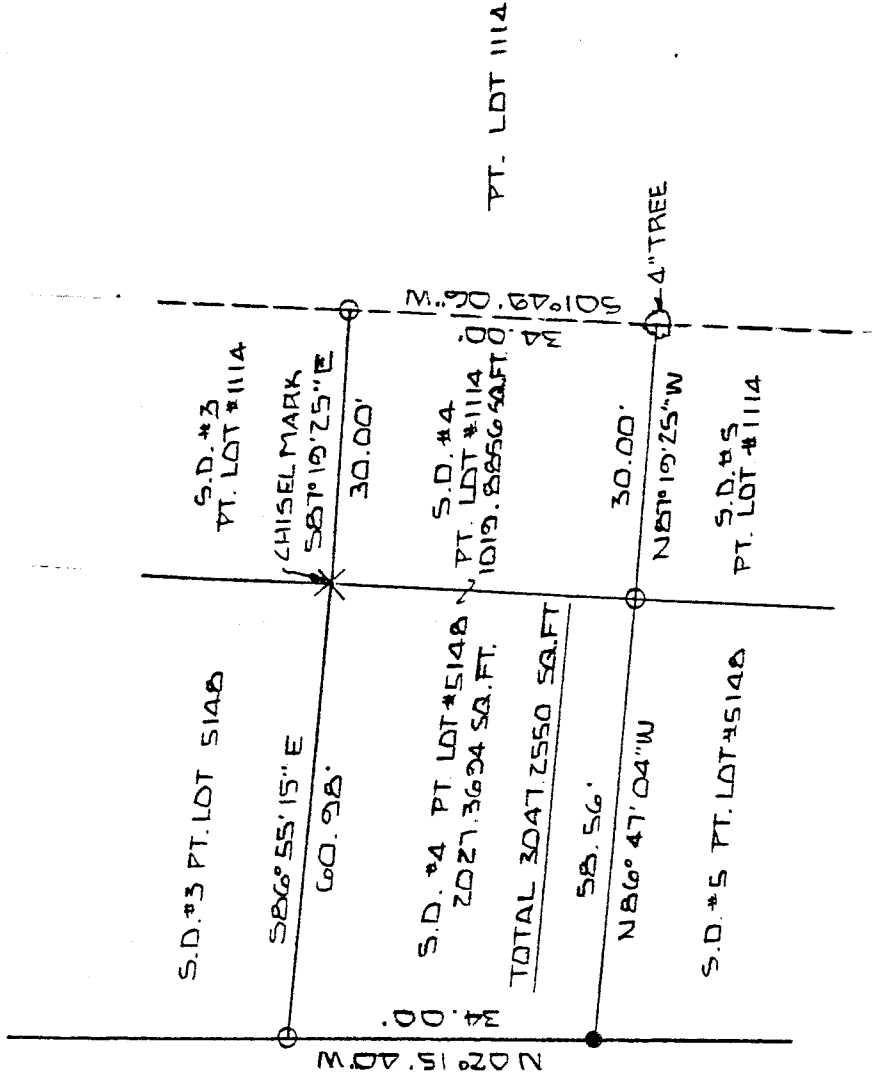 PT. LOT 1114
S.D. #3
PT. LOT #1114
CHISEL MARK
S87°19'25"E
30.00'
S01°49'06"W
34.00'
S.D. #4
PT. LOT #1114
1019.8856 SQ.FT.
4" TREE
30.00'
N87°19'25"W
S.D. #5
PT. LOT #1114
S.D. #3 PT. LOT 5148
S86°55'15"E
60.98'
S.D. #4 PT. LOT #5148
2027.3694 SQ.FT.
TOTAL 3047.2550 SQ.FT
58.56'
N86°47'04"W
S.D. #5 PT. LOT #5148
34.00'
N02°15'40"W